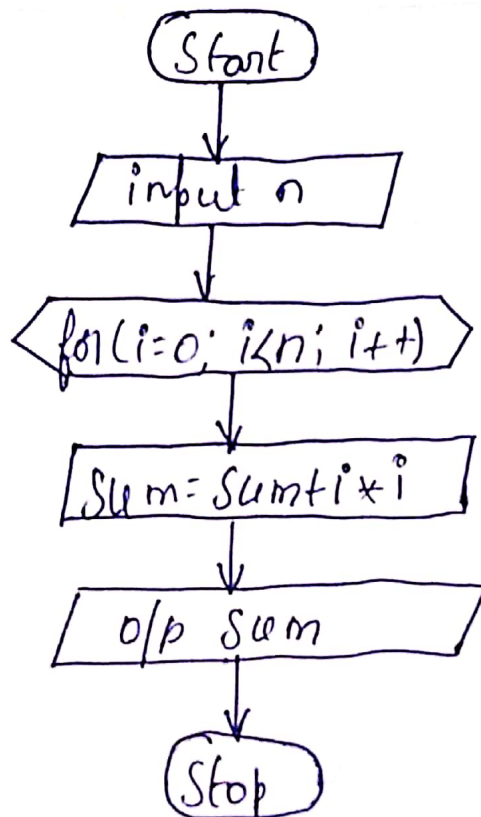 Start
input n
for(i=0; i<n; i++)
Sum=Sum+i*i
o/p Sum
Stop